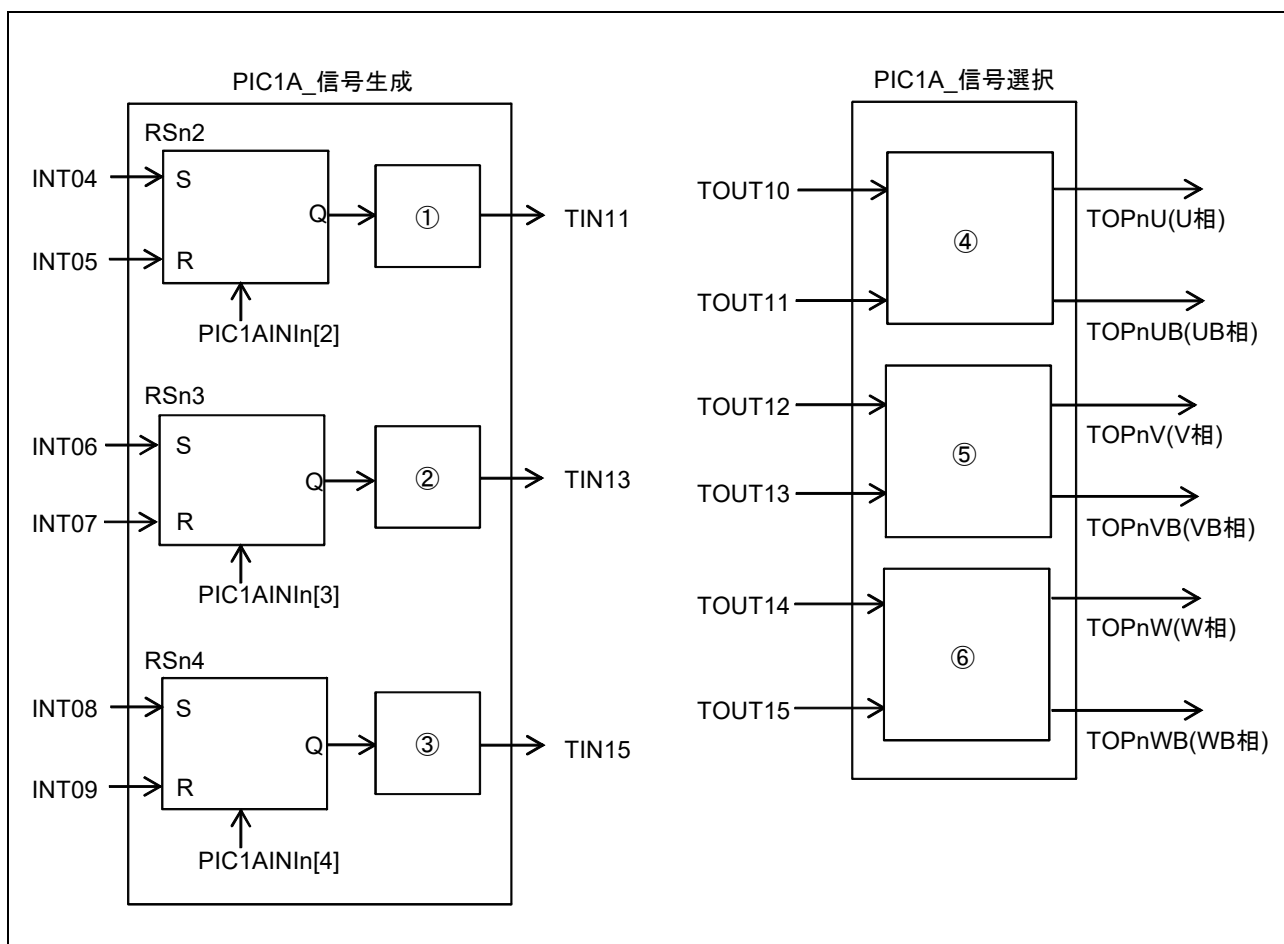 PIC1A_信号生成
RSn2
INT04
S
Q
①
TIN11
INT05
R
PIC1AINIn[2]
RSn3
INT06
S
Q
②
TIN13
INT07
R
PIC1AINIn[3]
RSn4
INT08
S
Q
③
TIN15
INT09
R
PIC1AINIn[4]
PIC1A_信号選択
TOUT10
④
TOPnU(U相)
TOUT11
TOPnUB(UB相)
TOUT12
⑤
TOPnV(V相)
TOUT13
TOPnVB(VB相)
TOUT14
⑥
TOPnW(W相)
TOUT15
TOPnWB(WB相)